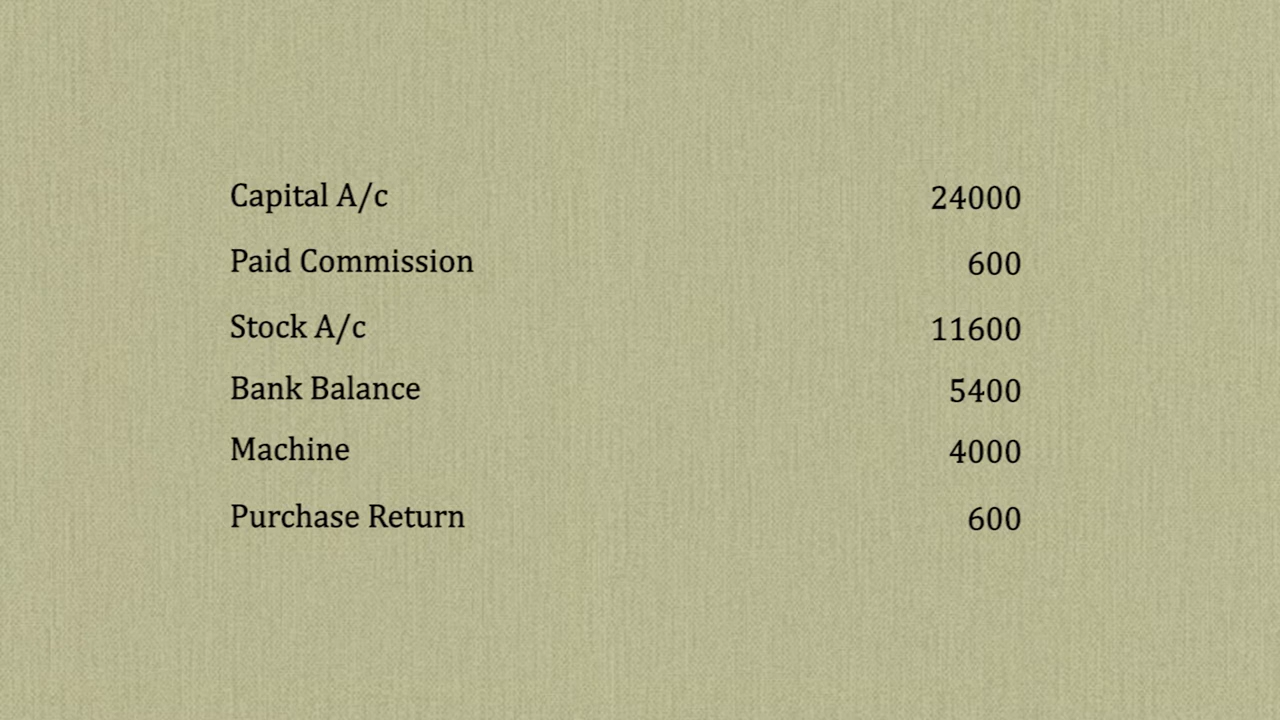 Capital A/c 24000
Paid Commission 600
Stock A/c 11600
Bank Balance 5400
Machine 4000
Purchase Return 600